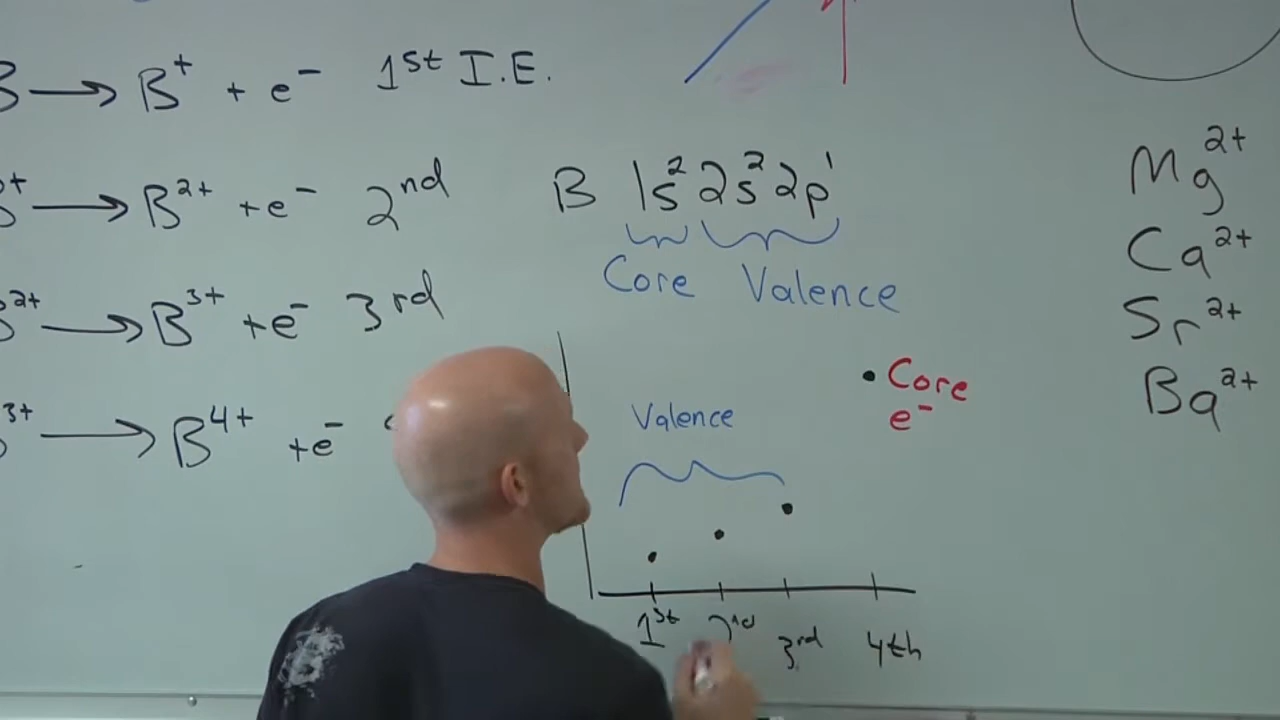 B → B⁺ + e⁻ 1ˢᵗ I.E.
B⁺ → B²⁺ + e⁻ 2ⁿᵈ
B²⁺ → B³⁺ + e⁻ 3ʳᵈ
3+ → B⁴⁺ + e⁻
B 1s² 2s² 2p¹
Core Valence
Valence
Core
e⁻
1ˢᵗ 2ⁿᵈ 3ʳᵈ 4th
Mg²⁺
Ca²⁺
Sr²⁺
Ba²⁺